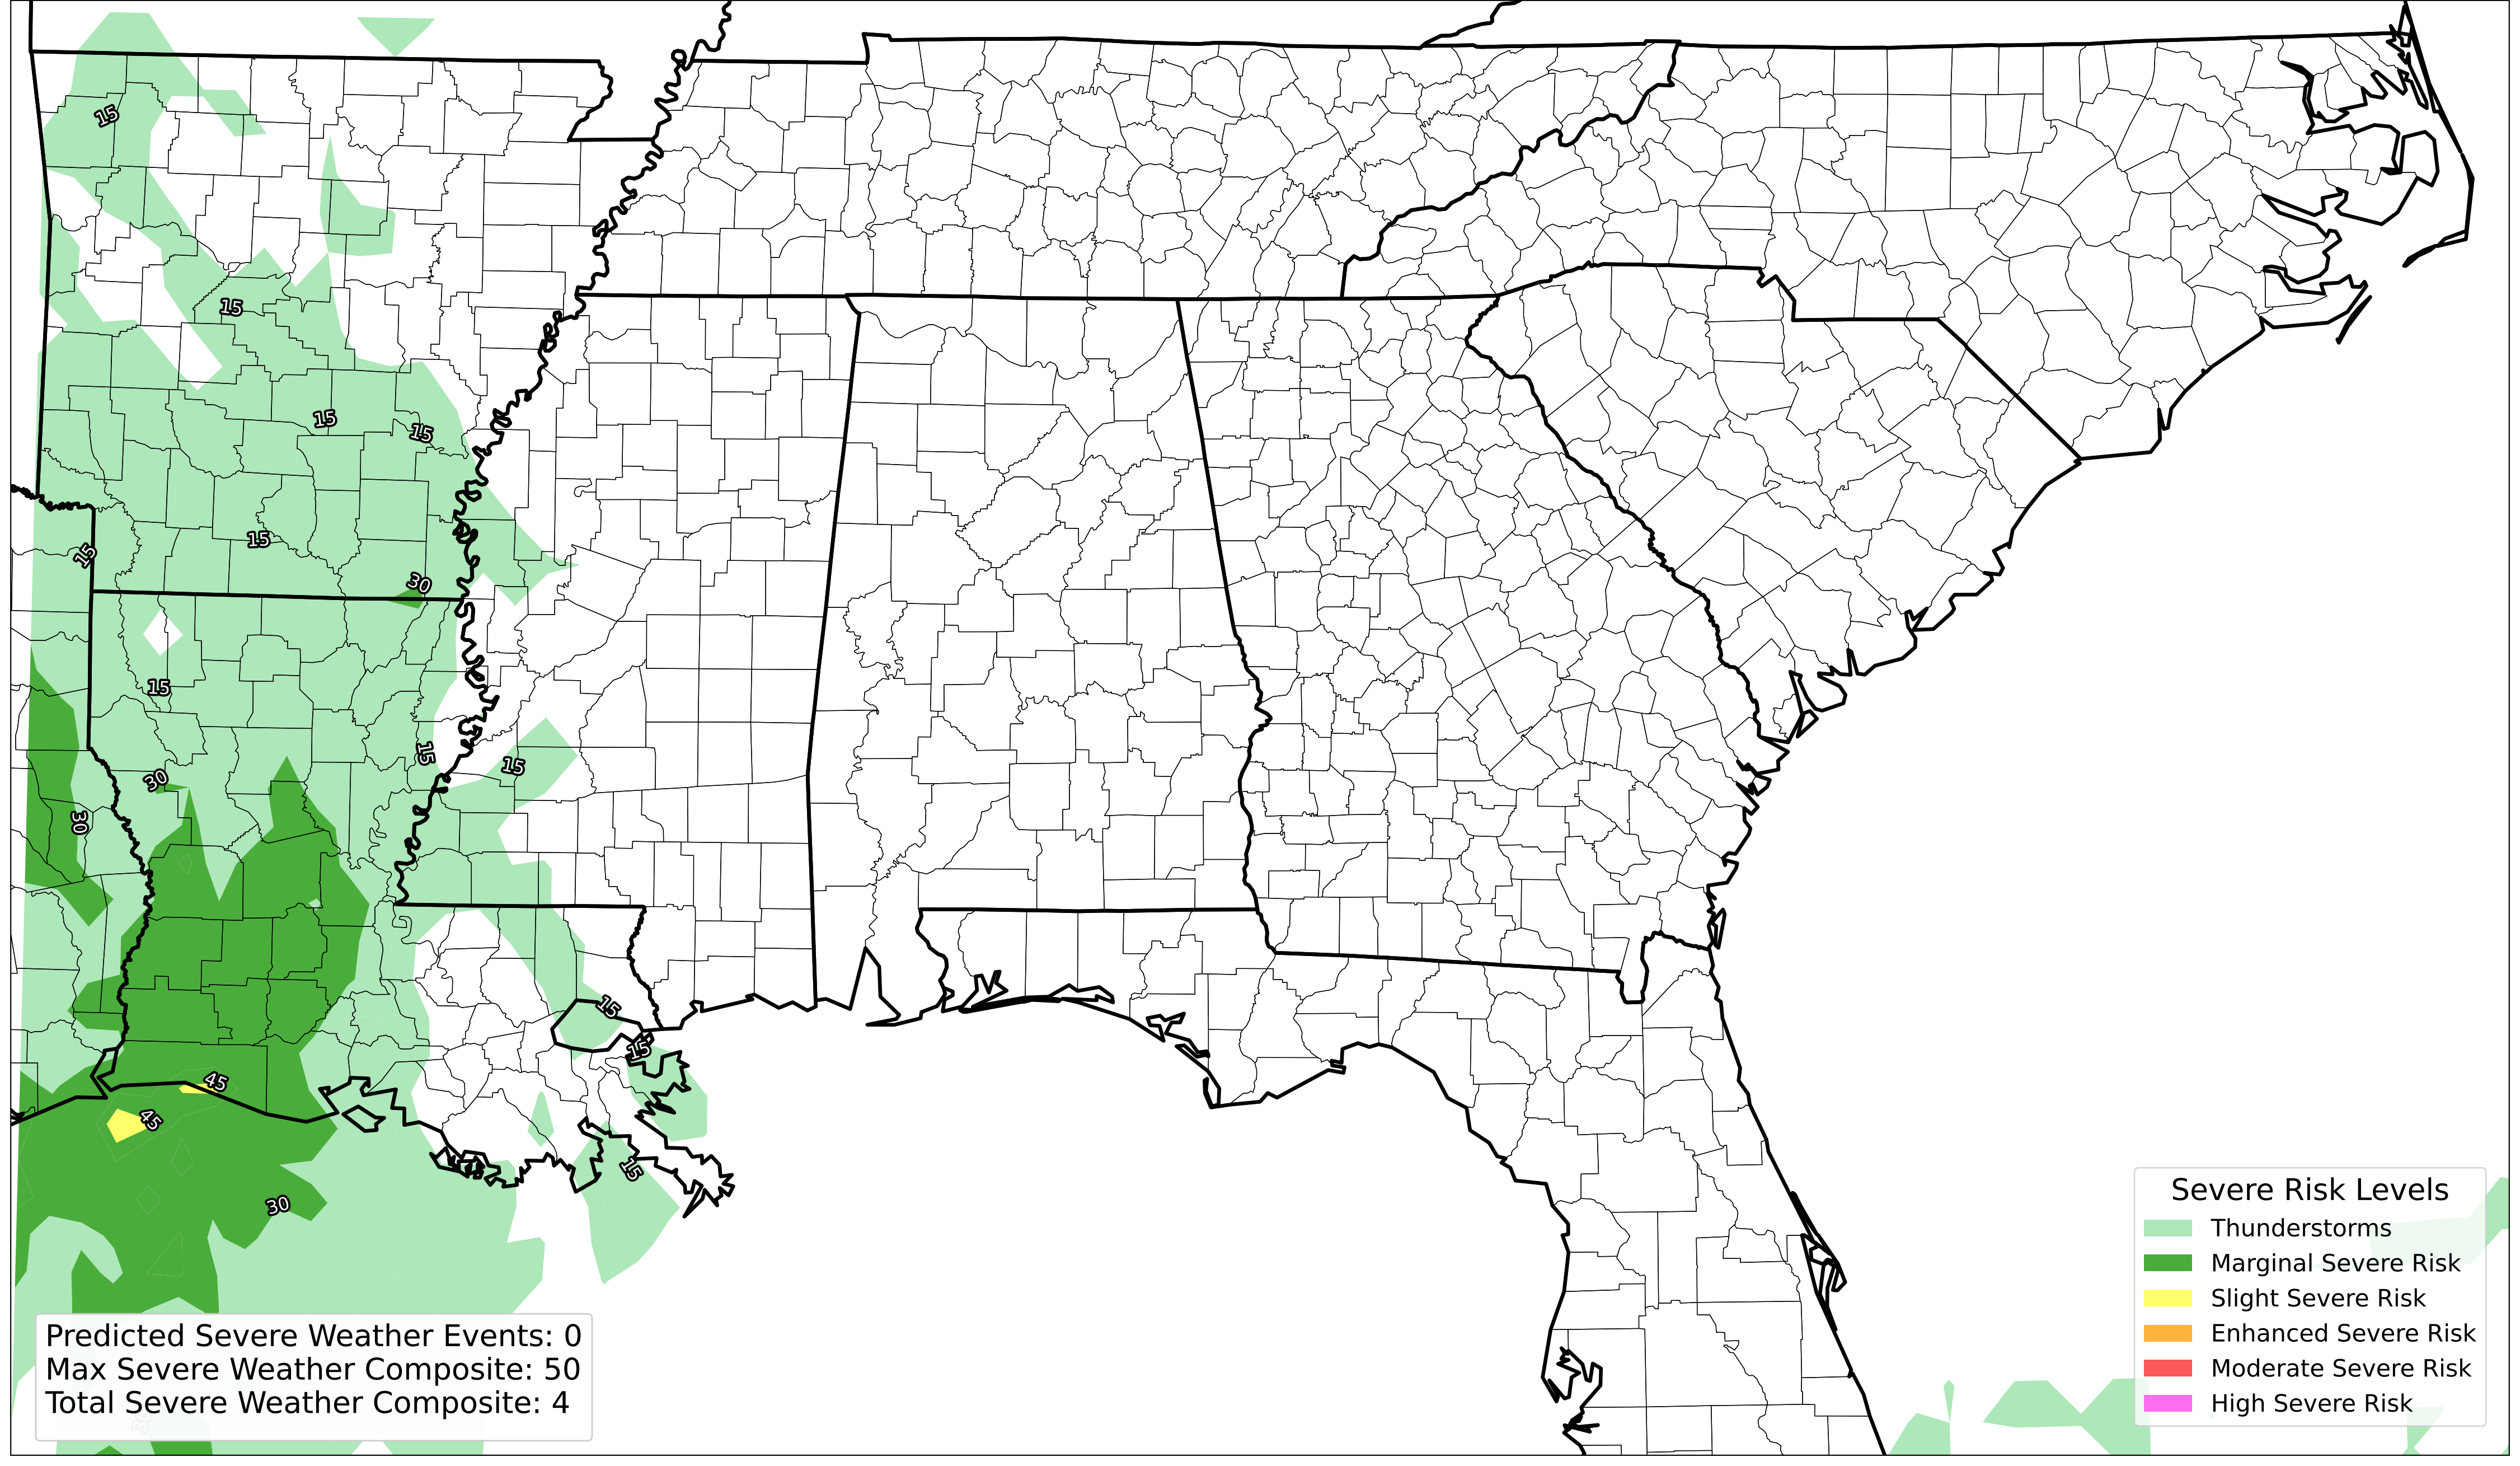 15
15
15
15
15
15
30
15
15
15
30
30
15
15
45
45
15
30
Severe Risk Levels
Thunderstorms
Marginal Severe Risk
Slight Severe Risk
Enhanced Severe Risk
Moderate Severe Risk
High Severe Risk
Predicted Severe Weather Events: 0
Max Severe Weather Composite: 50
Total Severe Weather Composite: 4